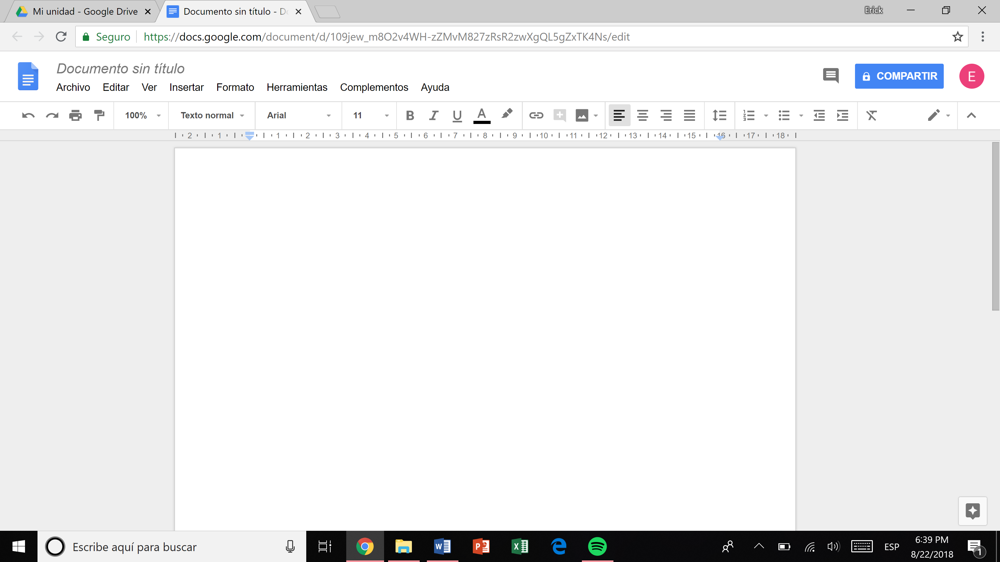 Mi unidad - Google Drive
Documento sin título - Do
Erick
Seguro
https://docs.google.com/document/d/109jew_m8O2v4WH-zZMvM827zRsR2zwXgQL5gZxTK4Ns/edit
Documento sin título
Archivo Editar Ver Insertar Formato Herramientas Complementos Ayuda
COMPARTIR
E
100% Texto normal Arial 11 B I U A
2 1 1 2 3 4 5 6 7 8 9 10 11 12 13 14 15 16 17 18
Escribe aquí para buscar
ESP
6:39 PM
8/22/2018
1